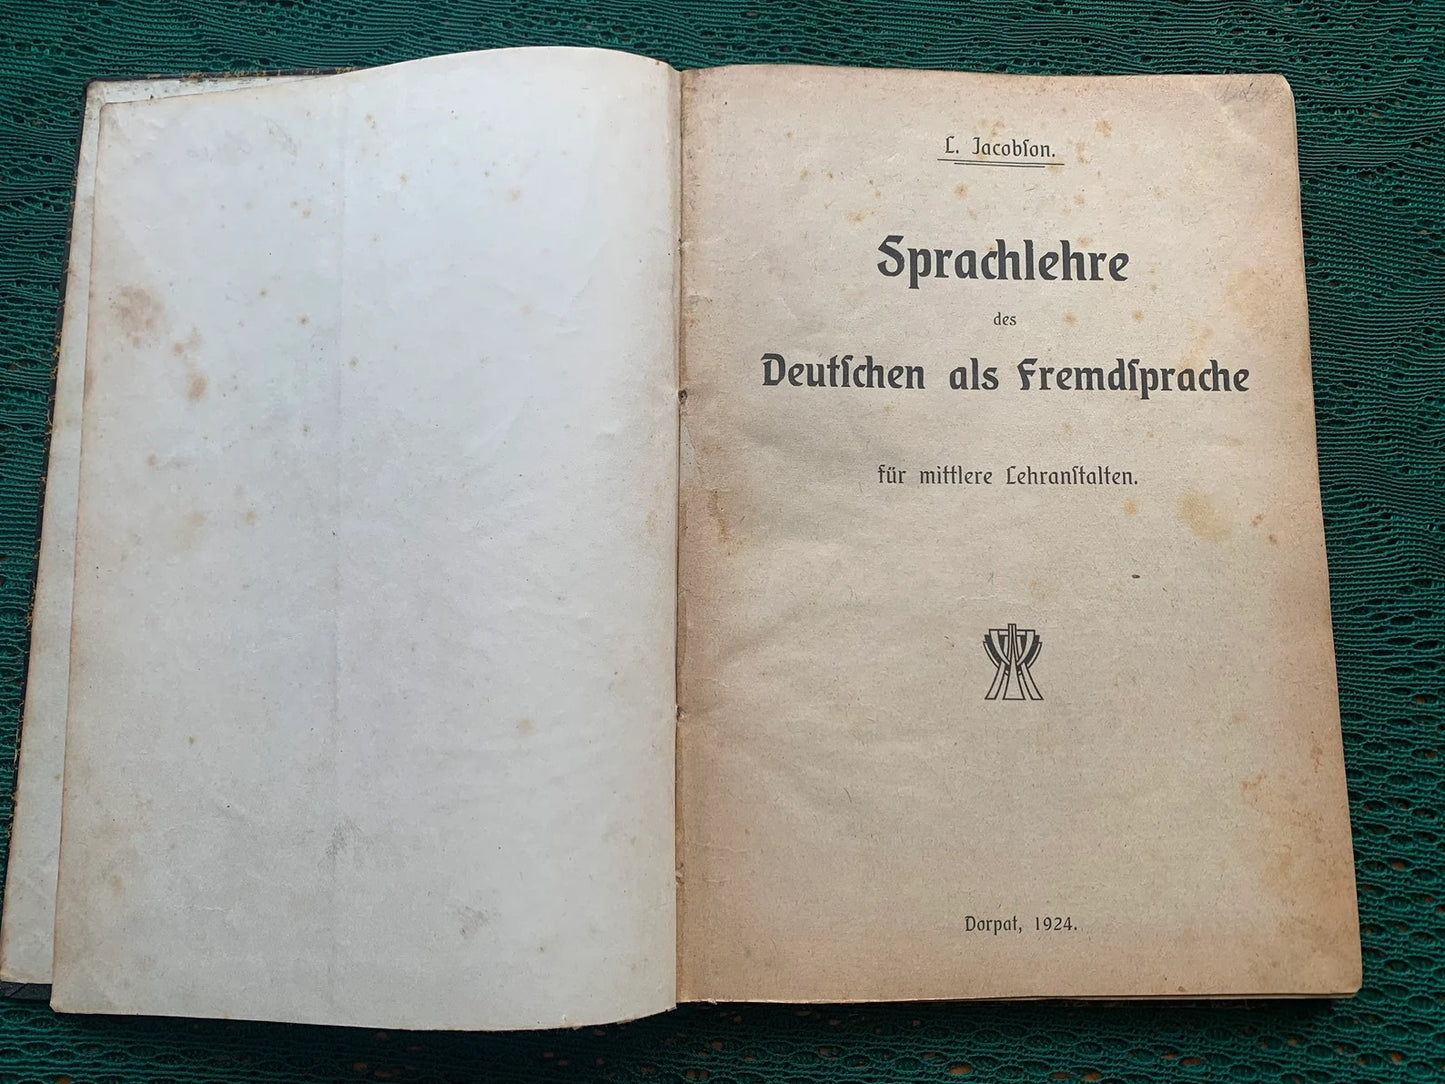 L. Jacobſon.
Sprachlehre
des
Deutſchen als Fremdſprache
für mittlere Lehranſtalten.
Dorpat, 1924.